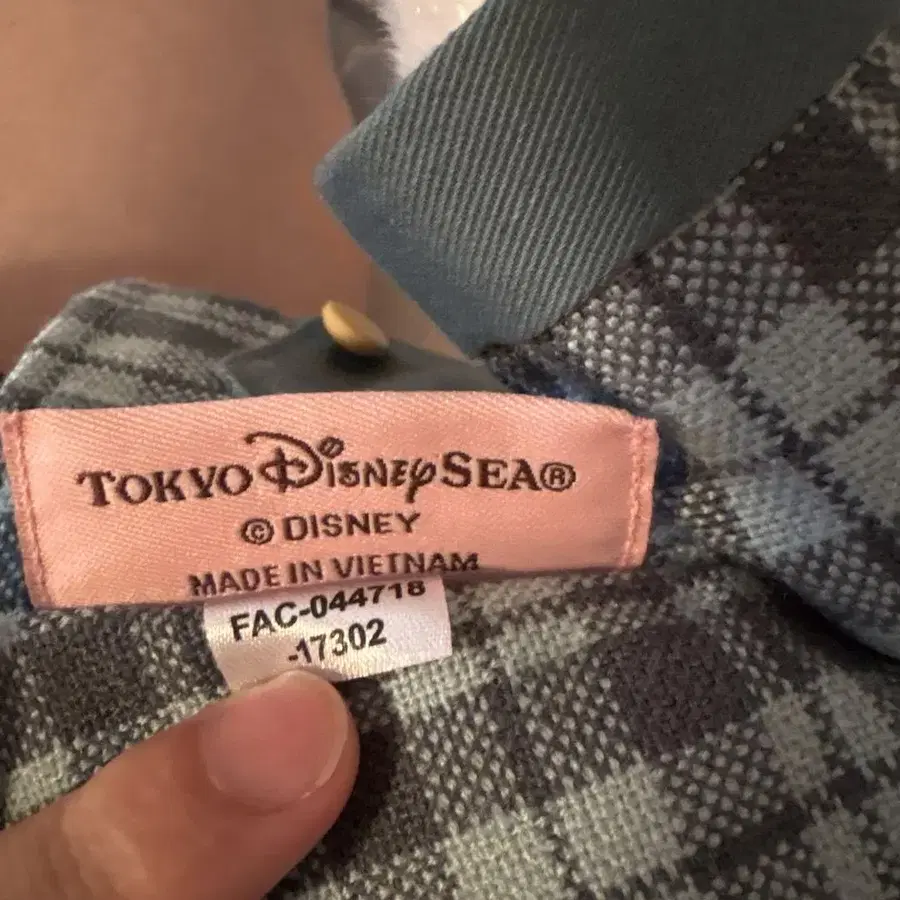 TOKYO DISNEYSEA®
© DISNEY
MADE IN VIETNAM
FAC-044718
-17302